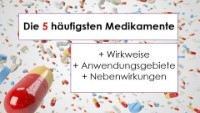 Die 5 häufigsten Medikamente
+ Wirkweise
+ Anwendungsgebiete
+ Nebenwirkungen